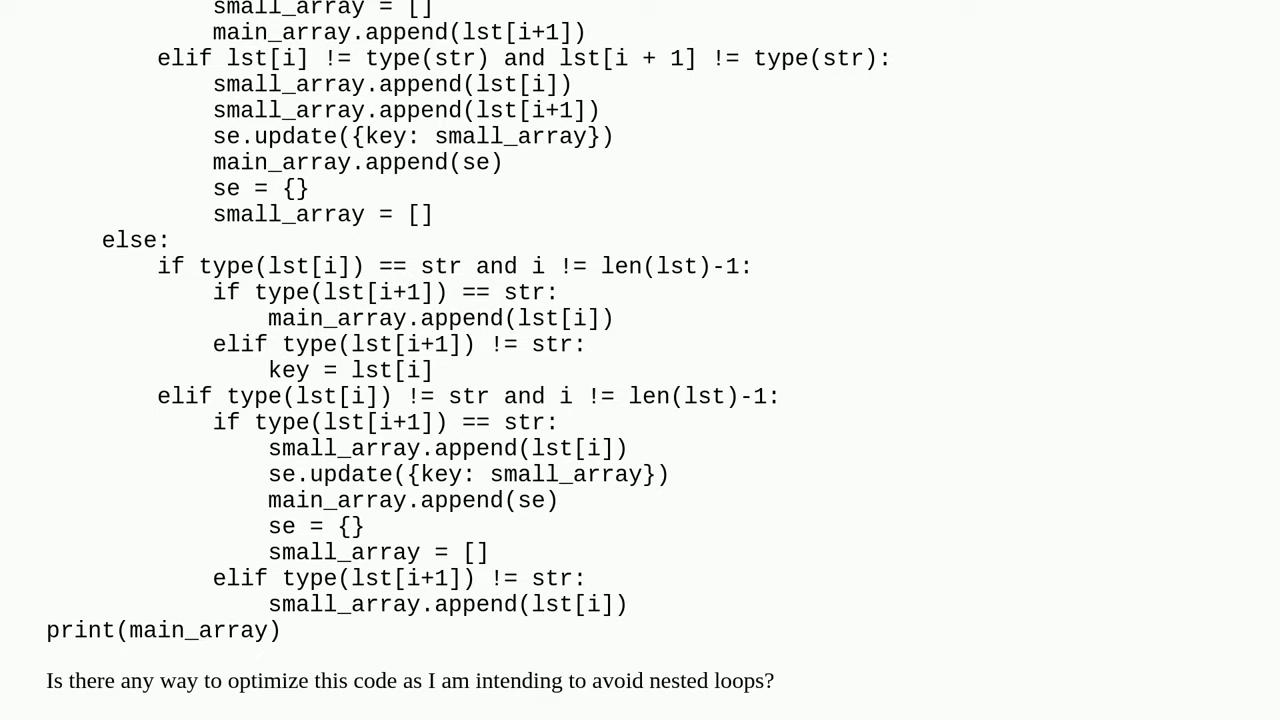 small_array = []
            main_array.append(lst[i+1])
        elif lst[i] != type(str) and lst[i + 1] != type(str):
            small_array.append(lst[i])
            small_array.append(lst[i+1])
            se.update({key: small_array})
            main_array.append(se)
            se = {}
            small_array = []
    else:
        if type(lst[i]) == str and i != len(lst)-1:
            if type(lst[i+1]) == str:
                main_array.append(lst[i])
            elif type(lst[i+1]) != str:
                key = lst[i]
        elif type(lst[i]) != str and i != len(lst)-1:
            if type(lst[i+1]) == str:
                small_array.append(lst[i])
                se.update({key: small_array})
                main_array.append(se)
                se = {}
                small_array = []
            elif type(lst[i+1]) != str:
                small_array.append(lst[i])
print(main_array)
Is there any way to optimize this code as I am intending to avoid nested loops?